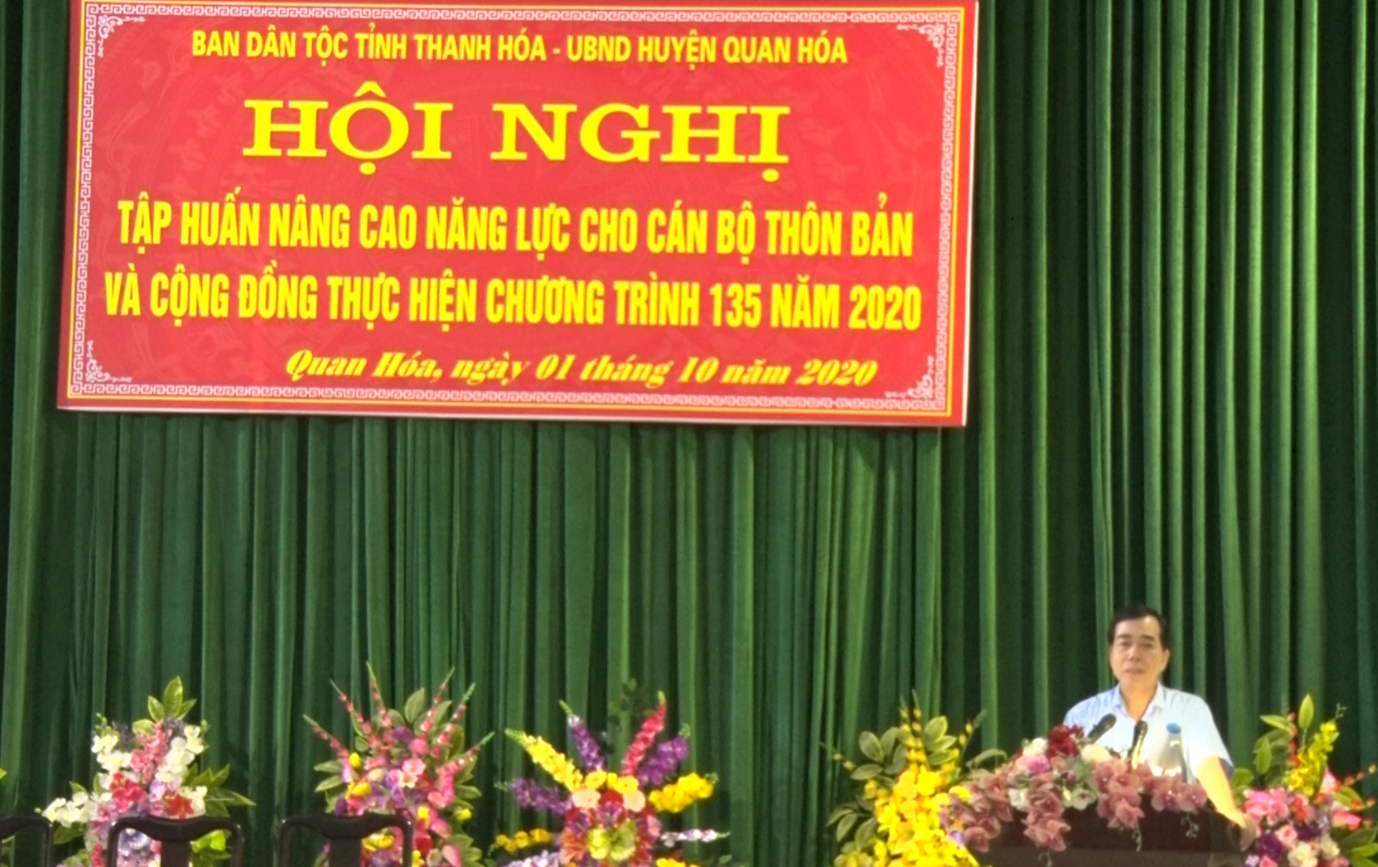 BAN DÂN TỘC TỈNH THANH HÓA - UBND HUYỆN QUAN HÓA
HỘI NGHỊ
TẬP HUẤN NÂNG CAO NĂNG LỰC CHO CÁN BỘ THÔN BẢN
VÀ CỘNG ĐỒNG THỰC HIỆN CHƯƠNG TRÌNH 135 NĂM 2020
Quan Hóa, ngày 01 tháng 10 năm 2020